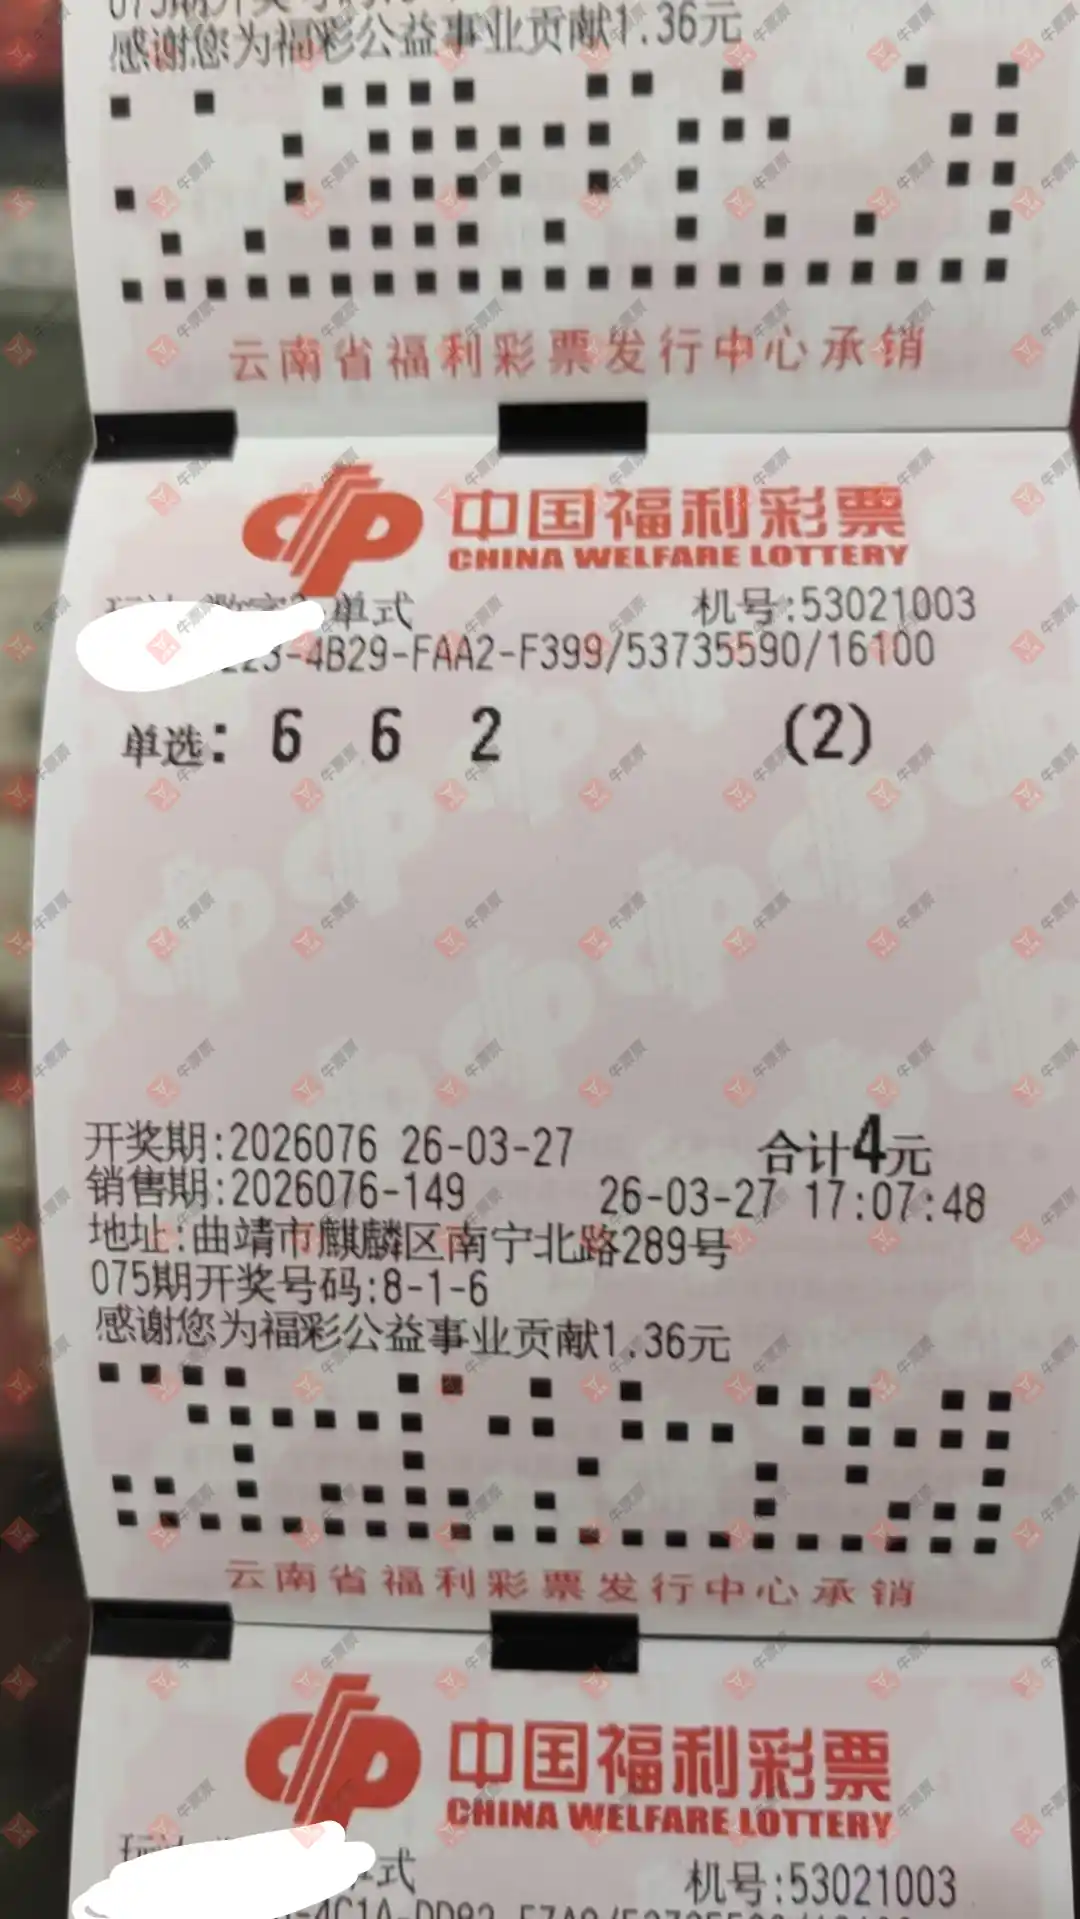 感谢您为福彩公益事业贡献1.36元
云南省福利彩票发行中心承销
中国福利彩票
CHINA WELFARE LOTTERY
单式 机号:53021003
-4B29-FAA2-F399/53735590/16100
单选: 6 6 2 (2)
开奖期:2026076 26-03-27 合计4元
销售期:2026076-149 26-03-27 17:07:48
地址:曲靖市麒麟区南宁北路289号
075期开奖号码:8-1-6
感谢您为福彩公益事业贡献1.36元
云南省福利彩票发行中心承销
中国福利彩票
CHINA WELFARE LOTTERY
式 机号:53021003
牛票票